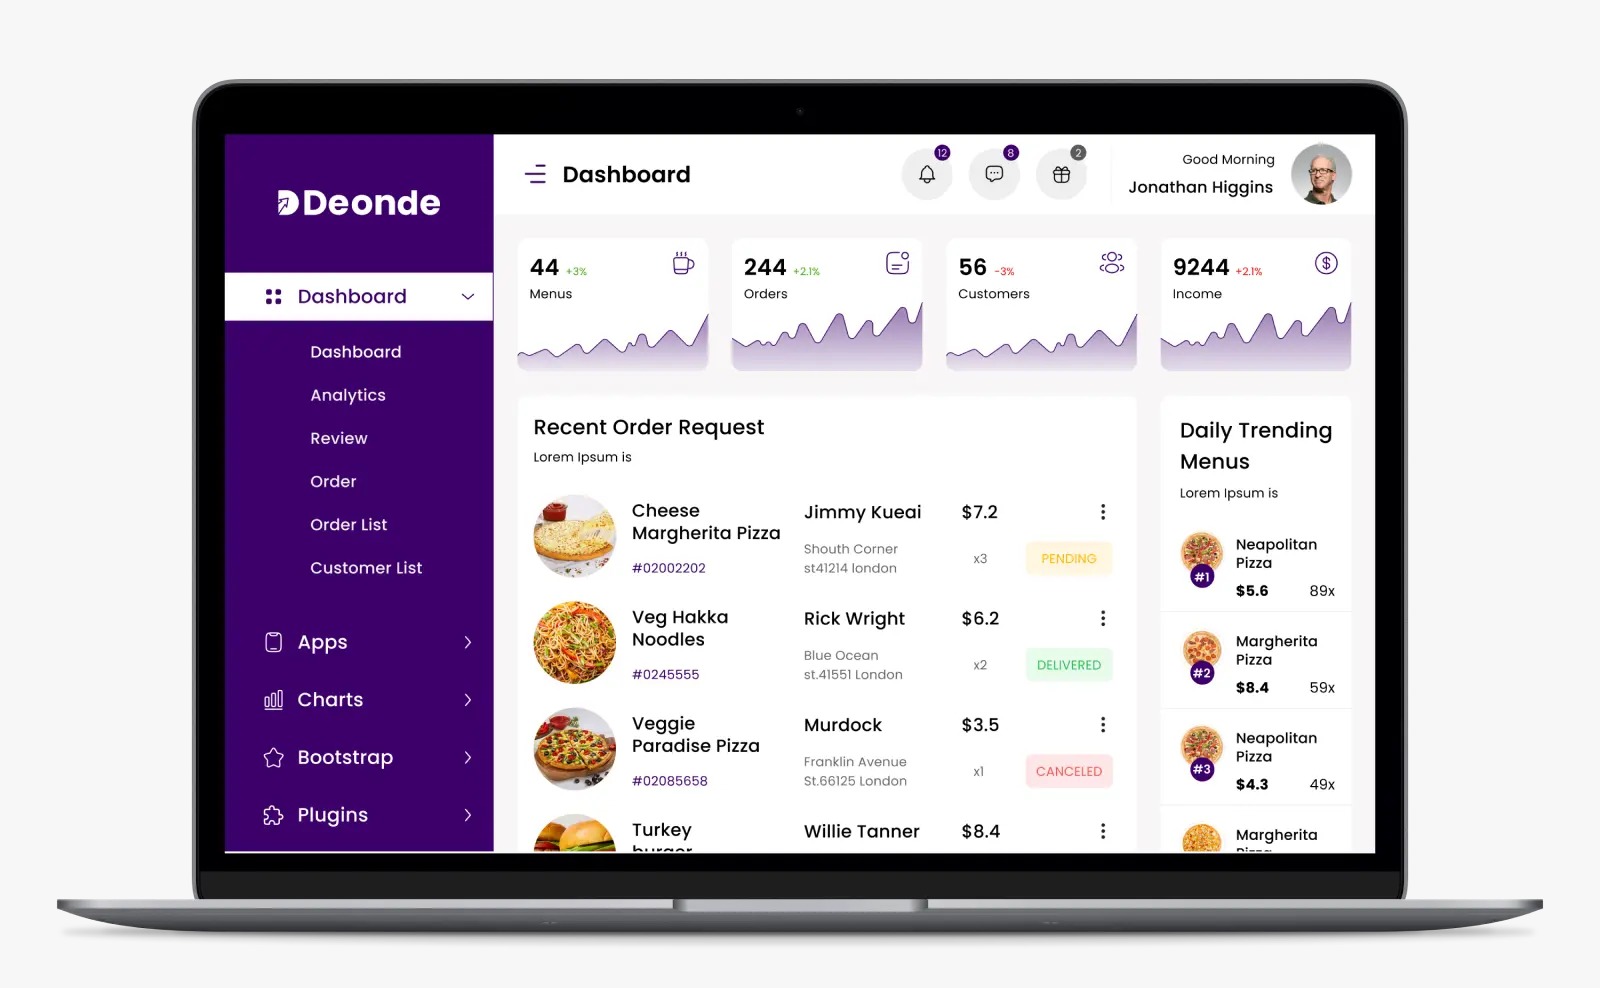 Deonde
Dashboard
Dashboard
Analytics
Review
Order
Order List
Customer List
Apps
Charts
Bootstrap
Plugins
Dashboard
12
8
2
Good Morning
Jonathan Higgins
44 +3%
Menus
244 +2.1%
Orders
56 -3%
Customers
9244 +2.1%
Income
Recent Order Request
Lorem Ipsum is
Cheese
Margherita Pizza
#02002202
Jimmy Kueai
Shouth Corner
st41214 london
$7.2
x3
PENDING
Veg Hakka
Noodles
#0245555
Rick Wright
Blue Ocean
st.41551 London
$6.2
x2
DELIVERED
Veggie
Paradise Pizza
#02085658
Murdock
Franklin Avenue
St.66125 London
$3.5
x1
CANCELED
Turkey
burger
Willie Tanner
$8.4
Daily Trending
Menus
Lorem Ipsum is
#1
Neapolitan
Pizza
$5.6 89x
#2
Margherita
Pizza
$8.4 59x
#3
Neapolitan
Pizza
$4.3 49x
Margherita
Pizza